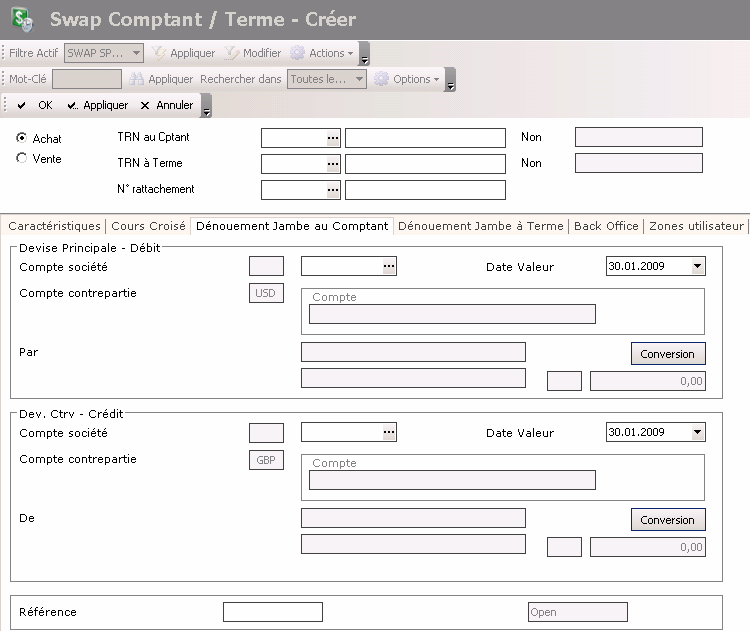 Swap Comptant / Terme - Créer
Filtre Actif SWAP SP... Appliquer Modifier Actions
Mot-Clé Appliquer Rechercher dans Toutes le... Options
OK Appliquer Annuler
Achat TRN au Cptant Non
Vente TRN à Terme Non
N° rattachement
Caractéristiques Cours Croisé Dénouement Jambe au Comptant Dénouement Jambe à Terme Back Office Zones utilisateur
Devise Principale - Débit
Compte société Date Valeur 30.01.2009
Compte contrepartie USD Compte
Par Conversion
0,00
Dev. Ctrv - Crédit
Compte société Date Valeur 30.01.2009
Compte contrepartie GBP Compte
De Conversion
0,00
Référence Open